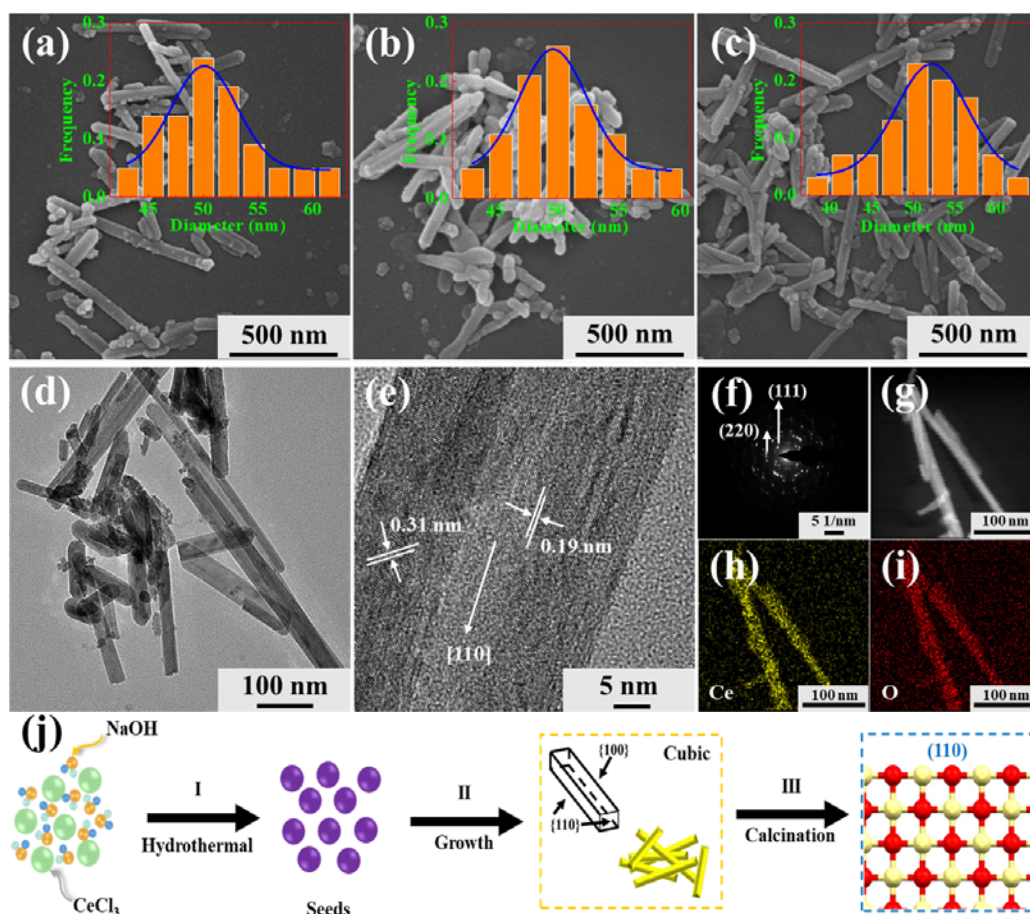 (a)
0.3
0.2
0.1
0.0
Frequency
45 50 55 60
Diameter (nm)
500 nm
(b)
0.3
0.2
0.1
0.0
Frequency
45 50 55 60
Diameter (nm)
500 nm
(c)
0.3
0.2
0.1
0.0
Frequency
40 45 50 55 60
Diameter (nm)
500 nm
(d)
100 nm
(e)
0.31 nm
0.19 nm
[110]
5 nm
(f)
(111)
(220)
5 1/nm
(g)
100 nm
(h)
Ce
100 nm
(i)
O
100 nm
(j)
NaOH
CeCl3
I
Hydrothermal
Seeds
II
Growth
{100}
{110}
Cubic
III
Calcination
(110)